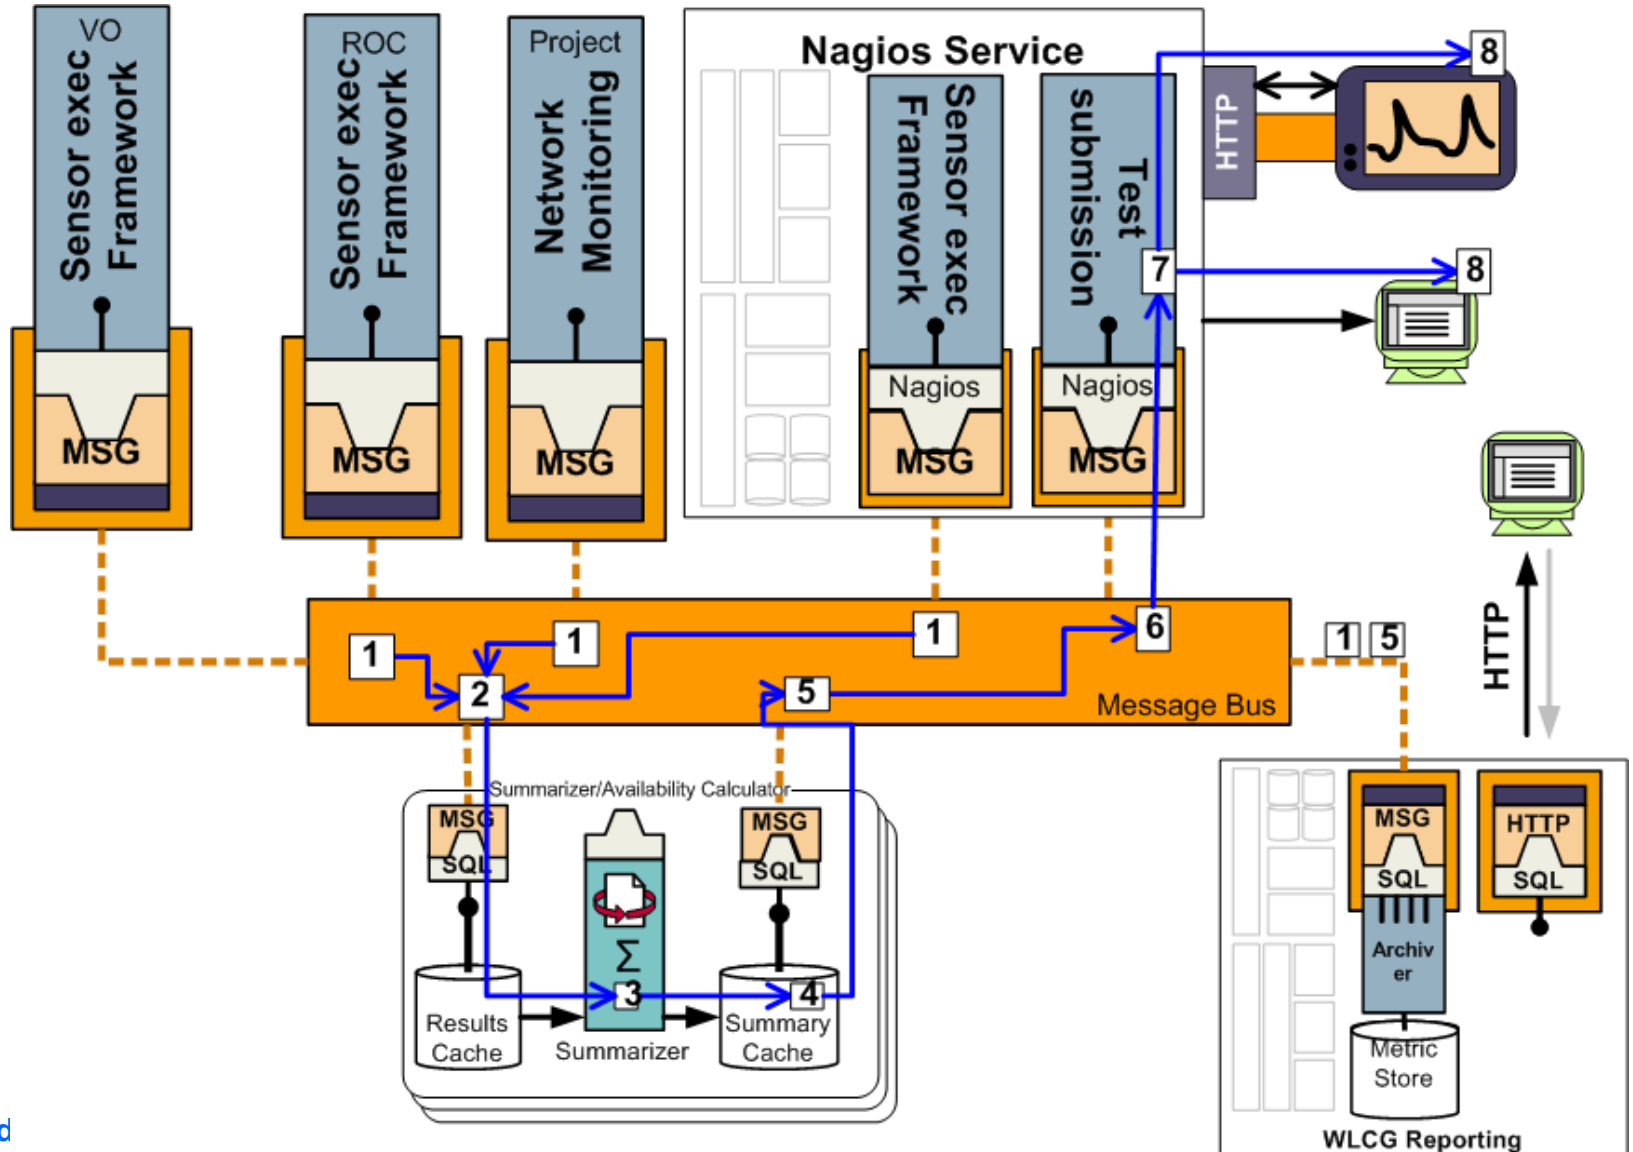 VO
Sensor exec
Framework
MSG
ROC
Sensor exec
Framework
MSG
Project
Network
Monitoring
MSG
Nagios Service
Sensor exec
Framework
Nagios
MSG
Test
submission
Nagios
MSG
7
HTTP
8
8
1
1
1
2
5
6
Message Bus
1 5
HTTP
Summarizer/Availability Calculator
MSG
SQL
Σ
3
MSG
SQL
4
Results
Cache
Summarizer
Summary
Cache
MSG
SQL
HTTP
SQL
Archiv
er
Metric
Store
WLCG Reporting
d